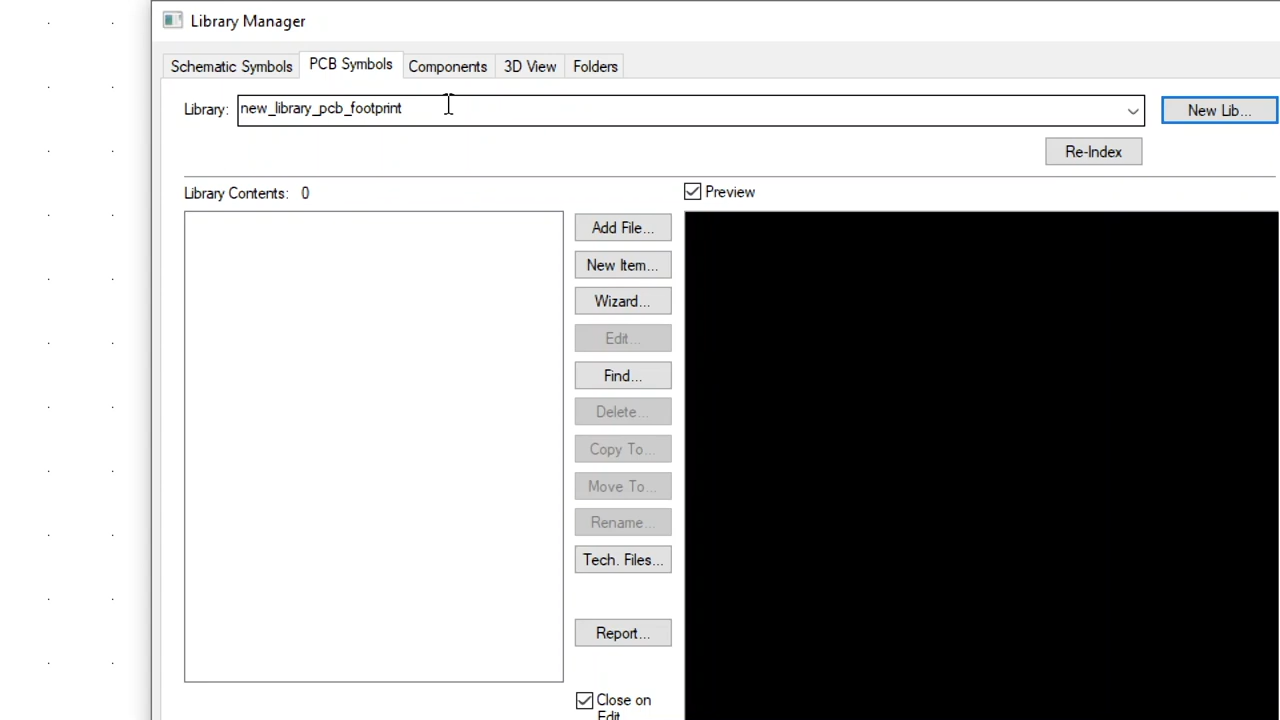 Library Manager
Schematic Symbols PCB Symbols Components 3D View Folders
Library: new_library_pcb_footprint New Lib...
Re-Index
Library Contents: 0 Preview
Add File...
New Item...
Wizard...
Edit...
Find...
Delete...
Copy To...
Move To...
Rename...
Tech. Files...
Report...
Close on
Edit